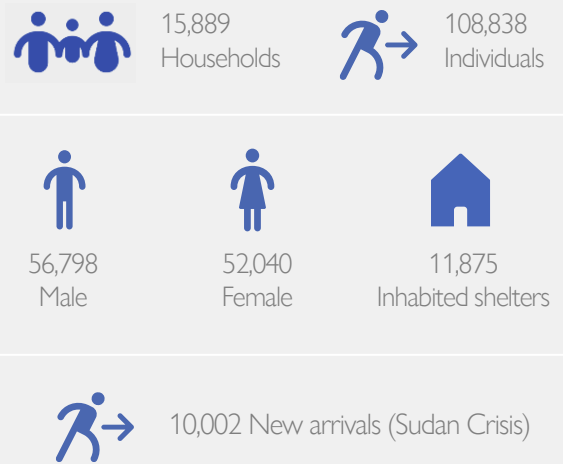 15,889
Households
108,838
Individuals
56,798
Male
52,040
Female
11,875
Inhabited shelters
10,002 New arrivals (Sudan Crisis)